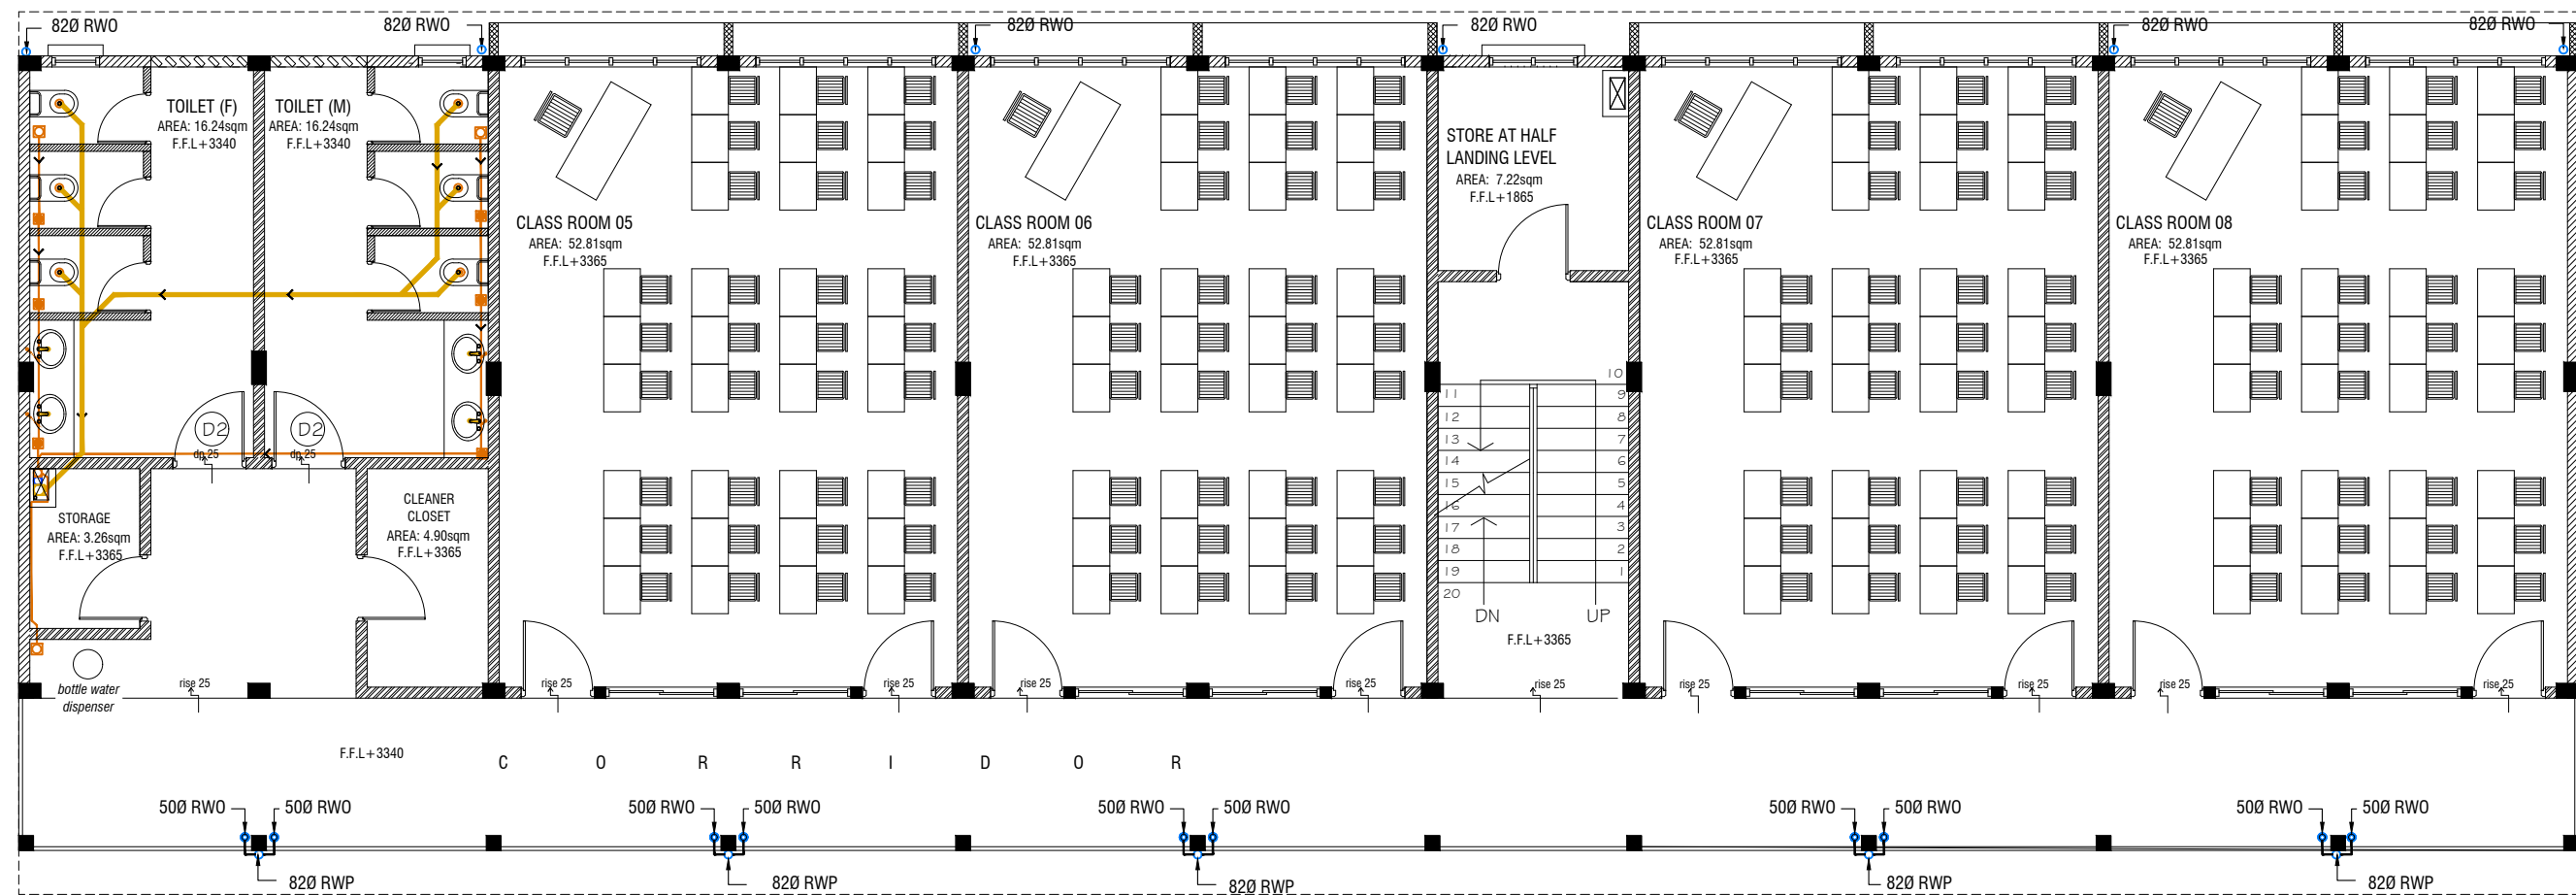 82Ø RWO
82Ø RWO
82Ø RWO
82Ø RWO
82Ø RWO
82Ø RWO
TOILET (F)
AREA: 16.24sqm
F.F.L+3340
TOILET (M)
AREA: 16.24sqm
F.F.L+3340
CLASS ROOM 05
AREA: 52.81sqm
F.F.L+3365
CLASS ROOM 06
AREA: 52.81sqm
F.F.L+3365
STORE AT HALF
LANDING LEVEL
AREA: 7.22sqm
F.F.L+1865
CLASS ROOM 07
AREA: 52.81sqm
F.F.L+3365
CLASS ROOM 08
AREA: 52.81sqm
F.F.L+3365
10
11
9
12
8
13
7
14
6
15
5
16
4
17
3
18
2
19
1
20
DN
UP
F.F.L+3365
D2
D2
dp 25
dp 25
STORAGE
AREA: 3.26sqm
F.F.L+3365
CLEANER
CLOSET
AREA: 4.90sqm
F.F.L+3365
bottle water
dispenser
rise 25
rise 25
rise 25
rise 25
rise 25
rise 25
rise 25
rise 25
rise 25
rise 25
F.F.L+3340
C O R R I D O R
50Ø RWO
50Ø RWO
50Ø RWO
50Ø RWO
50Ø RWO
50Ø RWO
50Ø RWO
50Ø RWO
50Ø RWO
50Ø RWO
82Ø RWP
82Ø RWP
82Ø RWP
82Ø RWP
82Ø RWP